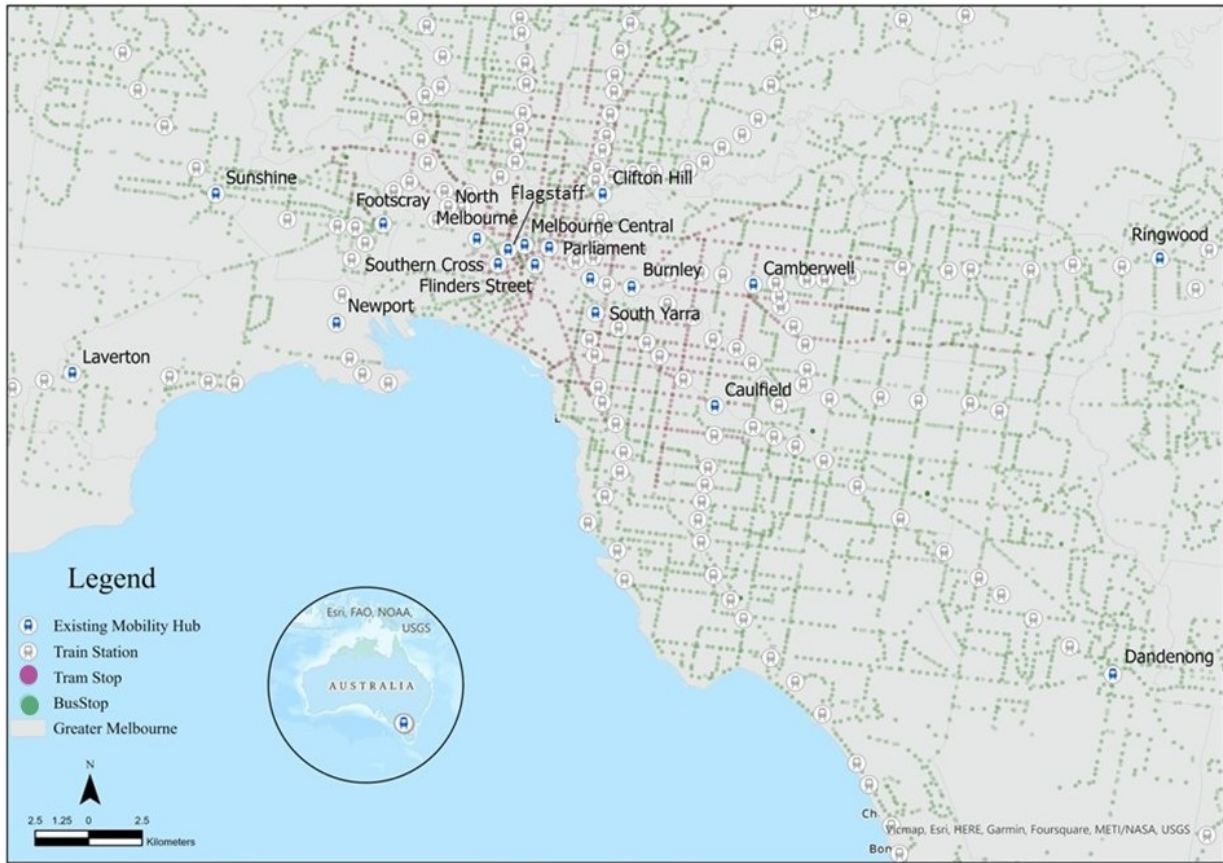 Sunshine
Footscray
North
Melbourne
Flagstaff
Clifton Hill
Melbourne Central
Parliament
Southern Cross
Flinders Street
Burnley
Camberwell
Ringwood
Newport
South Yarra
Laverton
Caulfield
Dandenong
Legend
Existing Mobility Hub
Train Station
Tram Stop
BusStop
Greater Melbourne
Esri, FAO, NOAA,
USGS
AUSTRALIA
N
2.5 1.25 0 2.5
Kilometers
Ch
Vicmap, Esri, HERE, Garmin, Foursquare, METI/NASA, USGS
Bon